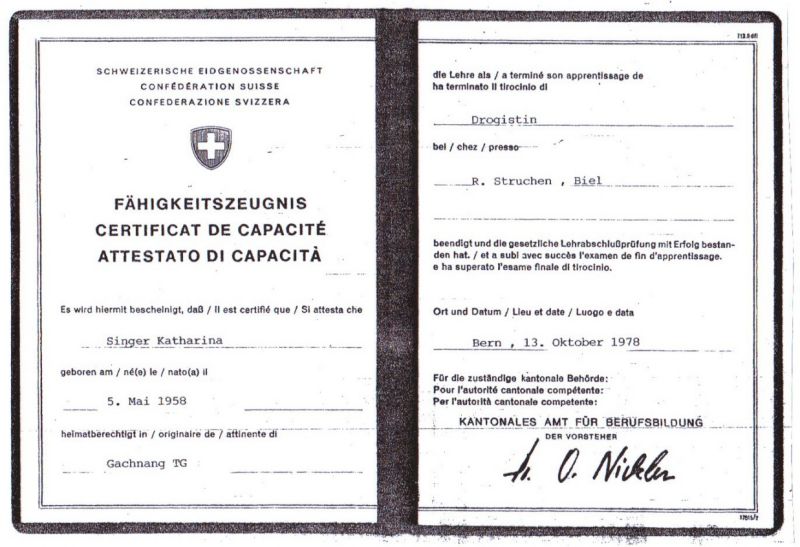 SCHWEIZERISCHE EIDGENOSSENSCHAFT
CONFÉDÉRATION SUISSE
CONFEDERAZIONE SVIZZERA
FÄHIGKEITSZEUGNIS
CERTIFICAT DE CAPACITÉ
ATTESTATO DI CAPACITÀ
Es wird hiermit bescheinigt, daß / Il est certifié que / Si attesta che
Singer Katharina
geboren am / né(e) le / nato(a) il
5. Mai 1958
heimatberechtigt in / originaire de / attinente di
Gachnang TG
die Lehre als / a terminé son apprentissage de
ha terminato il tirocinio di
Drogistin
bei / chez / presso
R. Struchen , Biel
beendigt und die gesetzliche Lehrabschlußprüfung mit Erfolg bestan-
den hat. / et a subi avec succès l'examen de fin d'apprentissage.
e ha superato l'esame finale di tirocinio.
Ort und Datum / Lieu et date / Luogo e data
Bern , 13. Oktober 1978
Für die zuständige kantonale Behörde:
Pour l'autorité cantonale compétente:
Per l'autorità cantonale competente:
KANTONALES AMT FÜR BERUFSBILDUNG
DER VORSTEHER